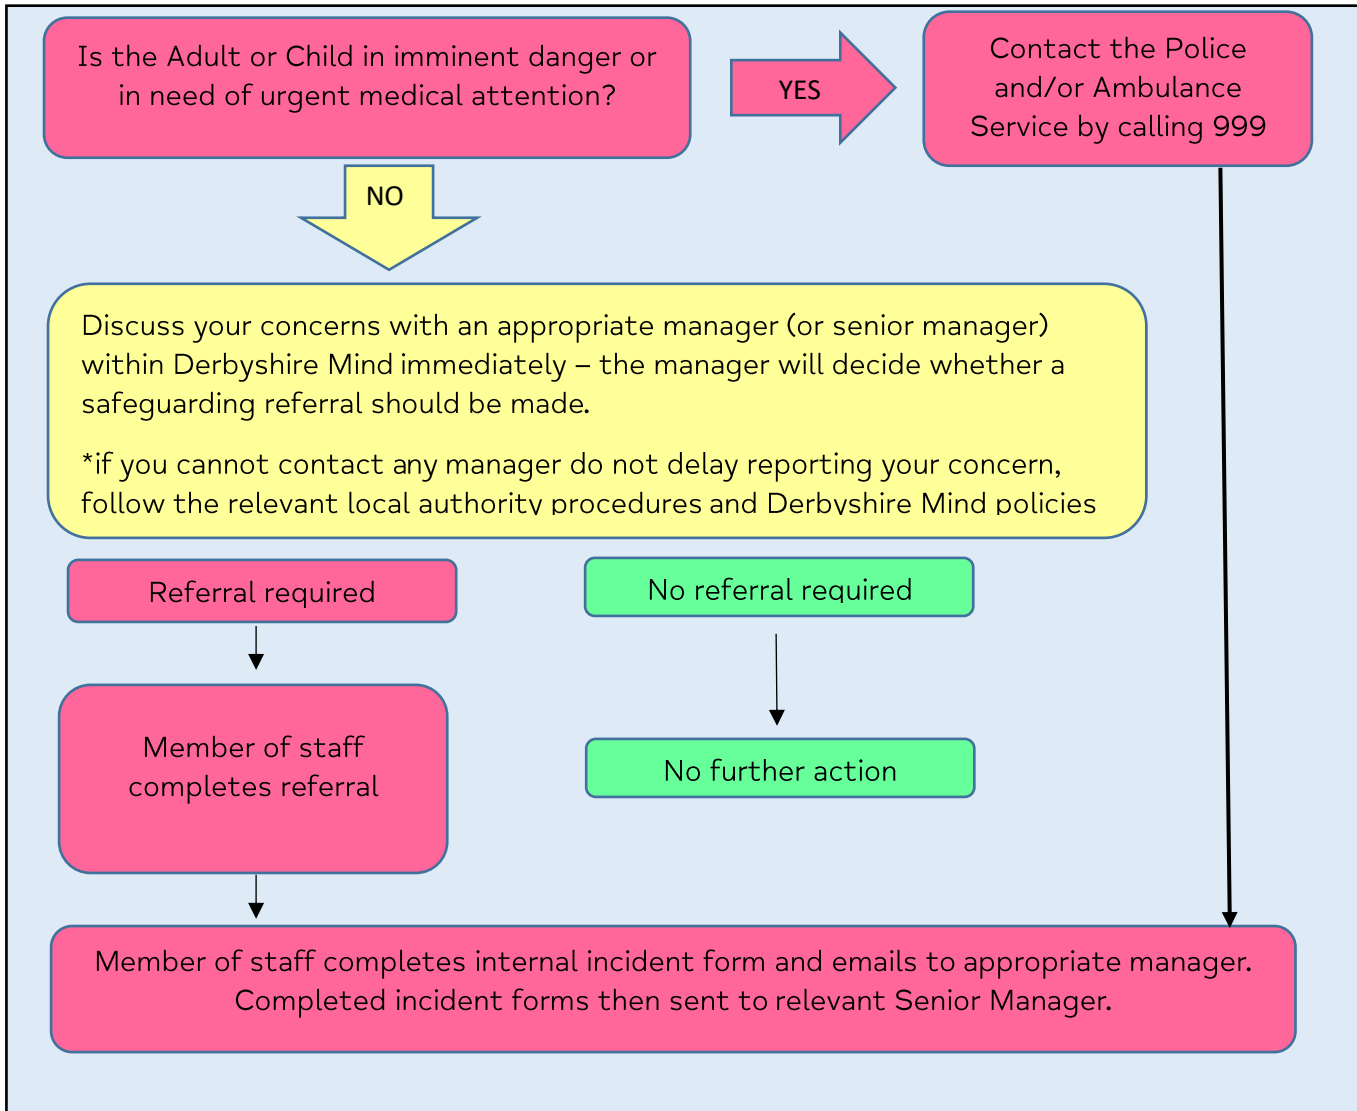 Is the Adult or Child in imminent danger or
in need of urgent medical attention?
YES
Contact the Police
and/or Ambulance
Service by calling 999
NO
Discuss your concerns with an appropriate manager (or senior manager)
within Derbyshire Mind immediately – the manager will decide whether a
safeguarding referral should be made.
*if you cannot contact any manager do not delay reporting your concern,
follow the relevant local authority procedures and Derbyshire Mind policies
Referral required
No referral required
Member of staff
completes referral
No further action
Member of staff completes internal incident form and emails to appropriate manager.
Completed incident forms then sent to relevant Senior Manager.